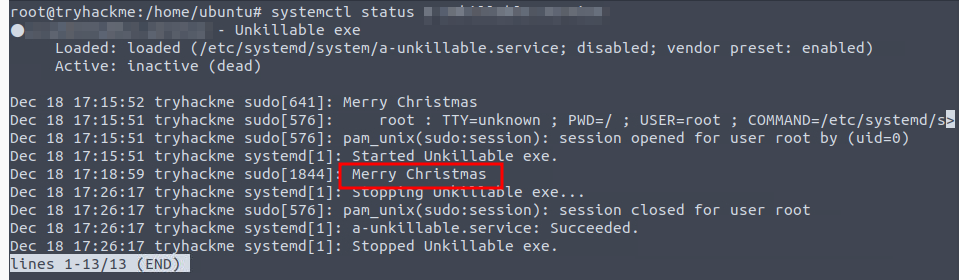 root@tryhackme:/home/ubuntu# systemctl status
- Unkillable exe
Loaded: loaded (/etc/systemd/system/a-unkillable.service; disabled; vendor preset: enabled)
Active: inactive (dead)
Dec 18 17:15:52 tryhackme sudo[641]: Merry Christmas
Dec 18 17:15:51 tryhackme sudo[576]:     root : TTY=unknown ; PWD=/ ; USER=root ; COMMAND=/etc/systemd/s>
Dec 18 17:15:51 tryhackme sudo[576]: pam_unix(sudo:session): session opened for user root by (uid=0)
Dec 18 17:15:51 tryhackme systemd[1]: Started Unkillable exe.
Dec 18 17:18:59 tryhackme sudo[1844]: Merry Christmas
Dec 18 17:26:17 tryhackme systemd[1]: Stopping Unkillable exe...
Dec 18 17:26:17 tryhackme sudo[576]: pam_unix(sudo:session): session closed for user root
Dec 18 17:26:17 tryhackme systemd[1]: a-unkillable.service: Succeeded.
Dec 18 17:26:17 tryhackme systemd[1]: Stopped Unkillable exe.
lines 1-13/13 (END)